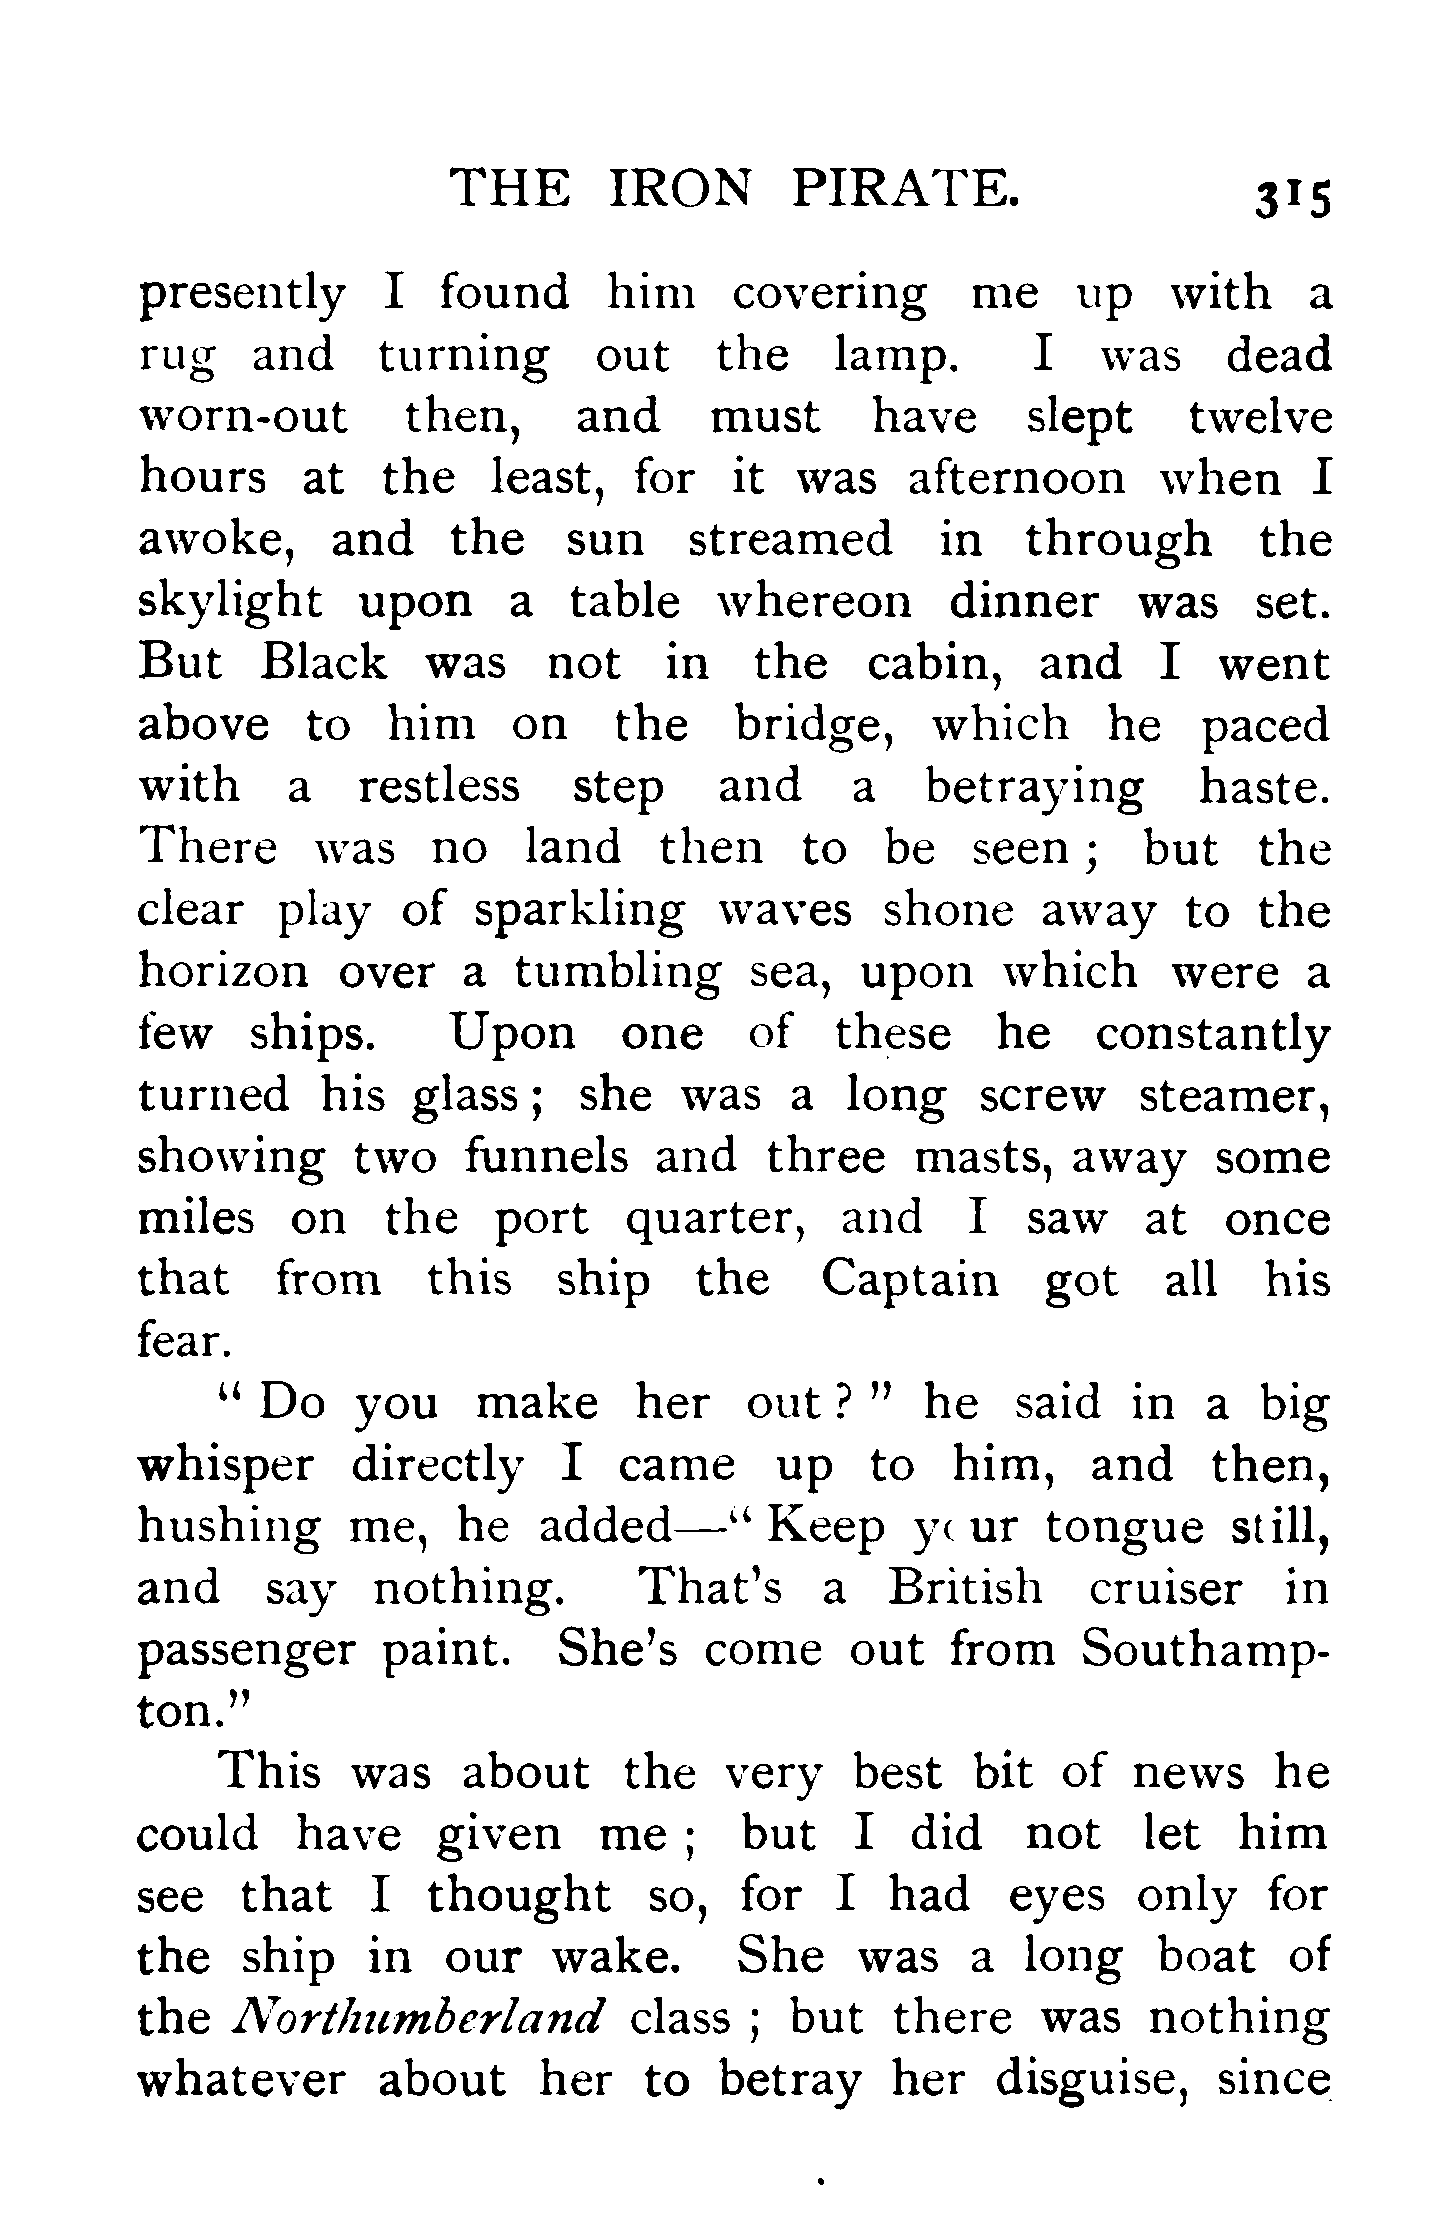 THE IRON PIRATE. 315
presently I found him covering me up with a
rug and turning out the lamp. I was dead
worn-out then, and must have slept twelve
hours at the least, for it was afternoon when I
awoke, and the sun streamed in through the
skylight upon a table whereon dinner was set.
But Black was not in the cabin, and I went
above to him on the bridge, which he paced
with a restless step and a betraying haste.
There was no land then to be seen ; but the
clear play of sparkling waves shone away to the
horizon over a tumbling sea, upon which were a
few ships. Upon one of these he constantly
turned his glass ; she was a long screw steamer,
showing two funnels and three masts, away some
miles on the port quarter, and I saw at once
that from this ship the Captain got all his
fear.
“ Do you make her out ? ” he said in a big
whisper directly I came up to him, and then,
hushing me, he added—“ Keep your tongue still,
and say nothing. That’s a British cruiser in
passenger paint. She’s come out from Southamp-
ton.”
This was about the very best bit of news he
could have given me ; but I did not let him
see that I thought so, for I had eyes only for
the ship in our wake. She was a long boat of
the Northumberland class ; but there was nothing
whatever about her to betray her disguise, since